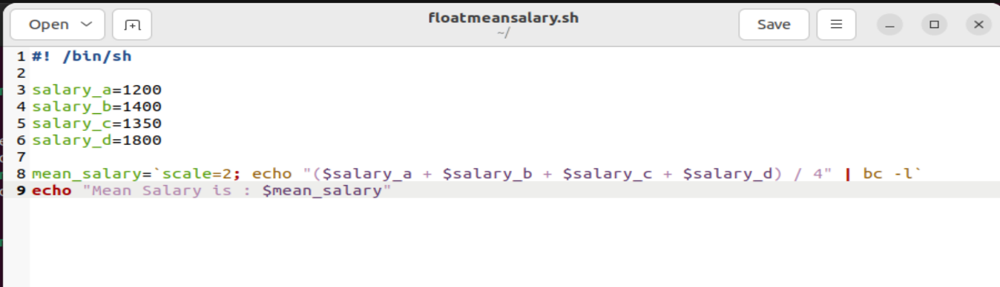 Open
floatmeansalary.sh
~/
Save
1 #! /bin/sh
2
3 salary_a=1200
4 salary_b=1400
5 salary_c=1350
6 salary_d=1800
7
8 mean_salary=`scale=2; echo "($salary_a + $salary_b + $salary_c + $salary_d) / 4" | bc -l`
9 echo "Mean Salary is : $mean_salary"